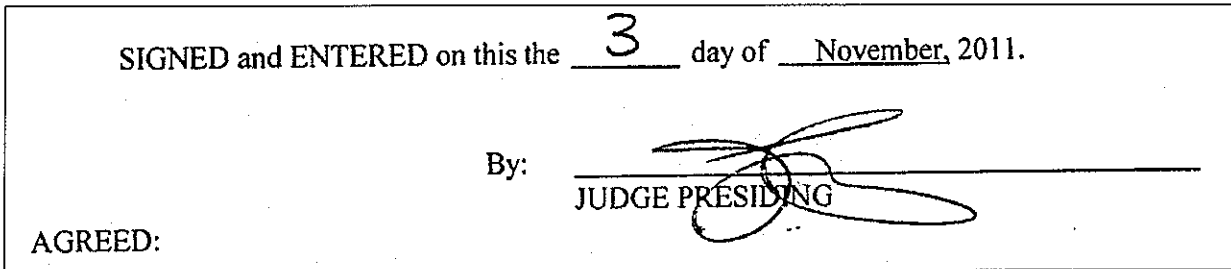 SIGNED and ENTERED on this the 3 day of November, 2011.
By:
JUDGE PRESIDING
AGREED: